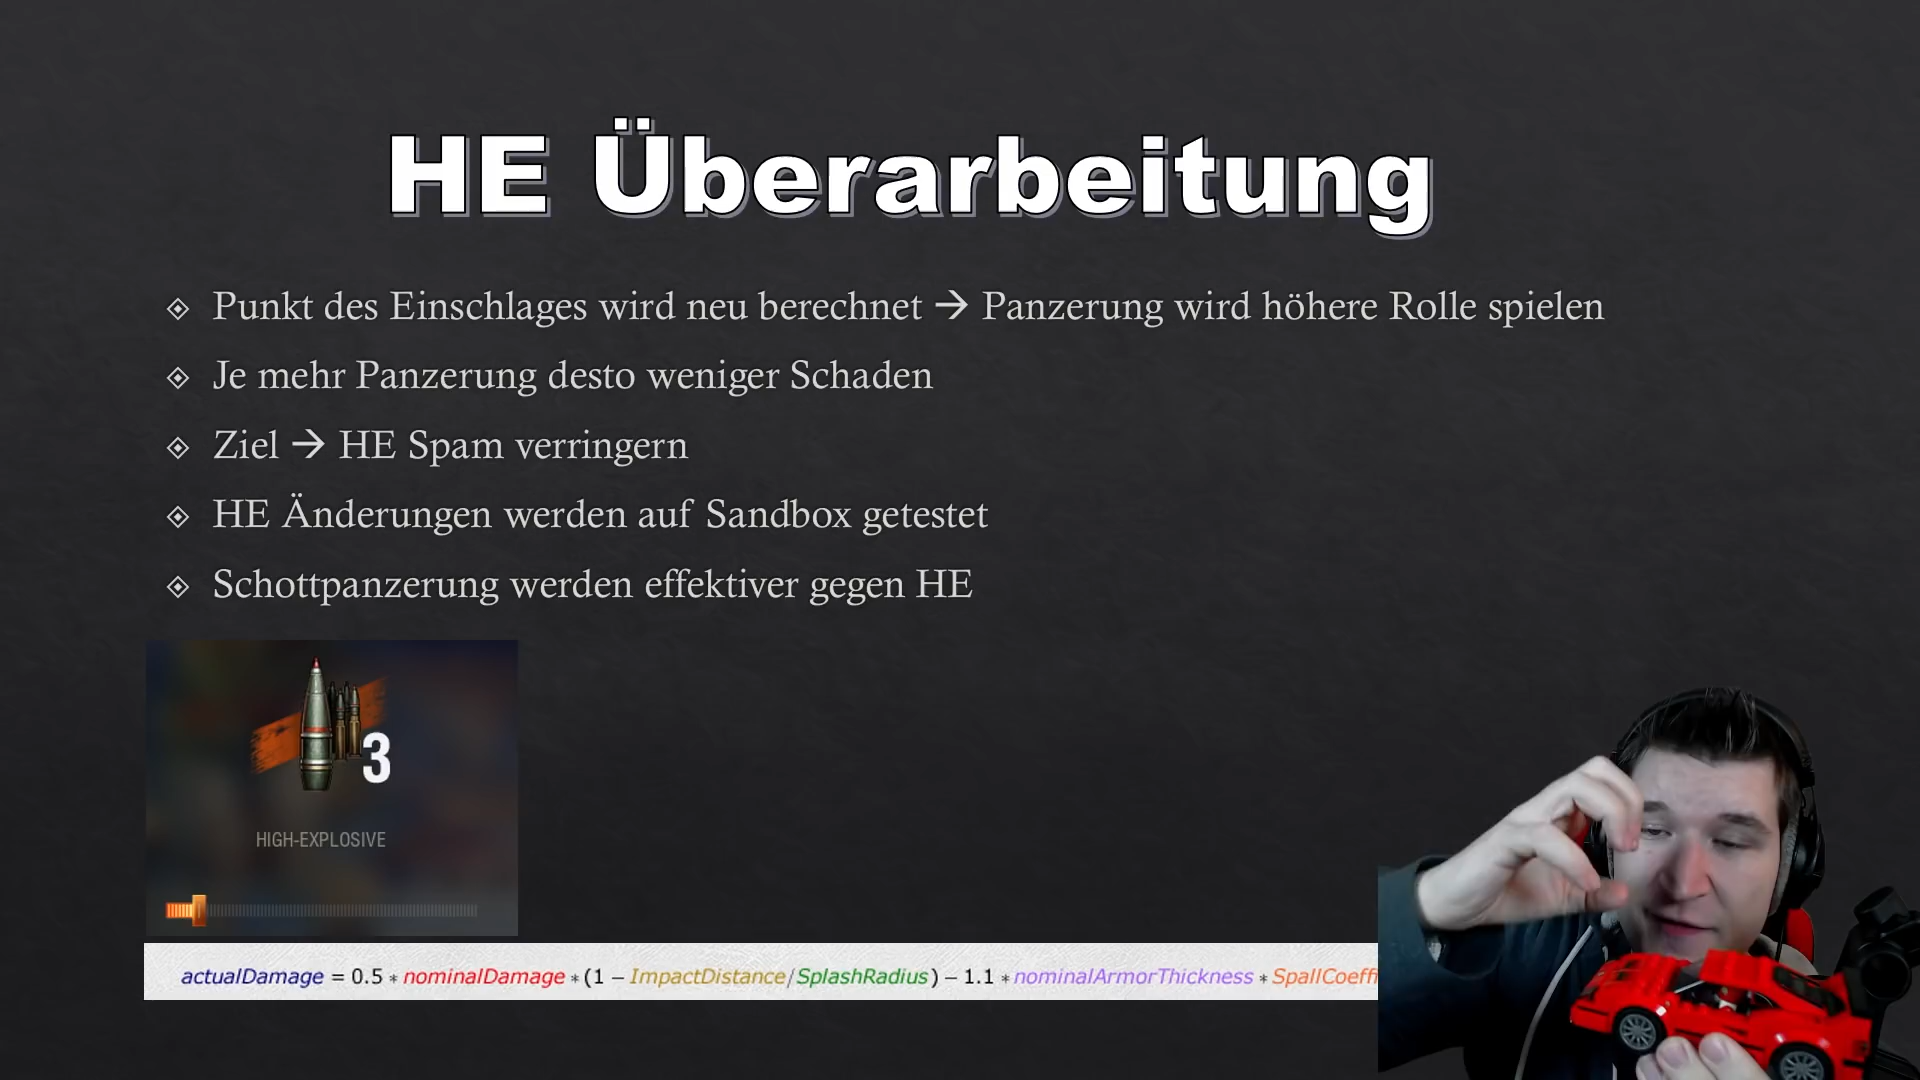 HE Überarbeitung
Punkt des Einschlages wird neu berechnet → Panzerung wird höhere Rolle spielen
Je mehr Panzerung desto weniger Schaden
Ziel → HE Spam verringern
HE Änderungen werden auf Sandbox getestet
Schottpanzerung werden effektiver gegen HE
3
HIGH-EXPLOSIVE
actualDamage = 0.5 * nominalDamage * (1 − ImpactDistance/SplashRadius) − 1.1 * nominalArmorThickness *